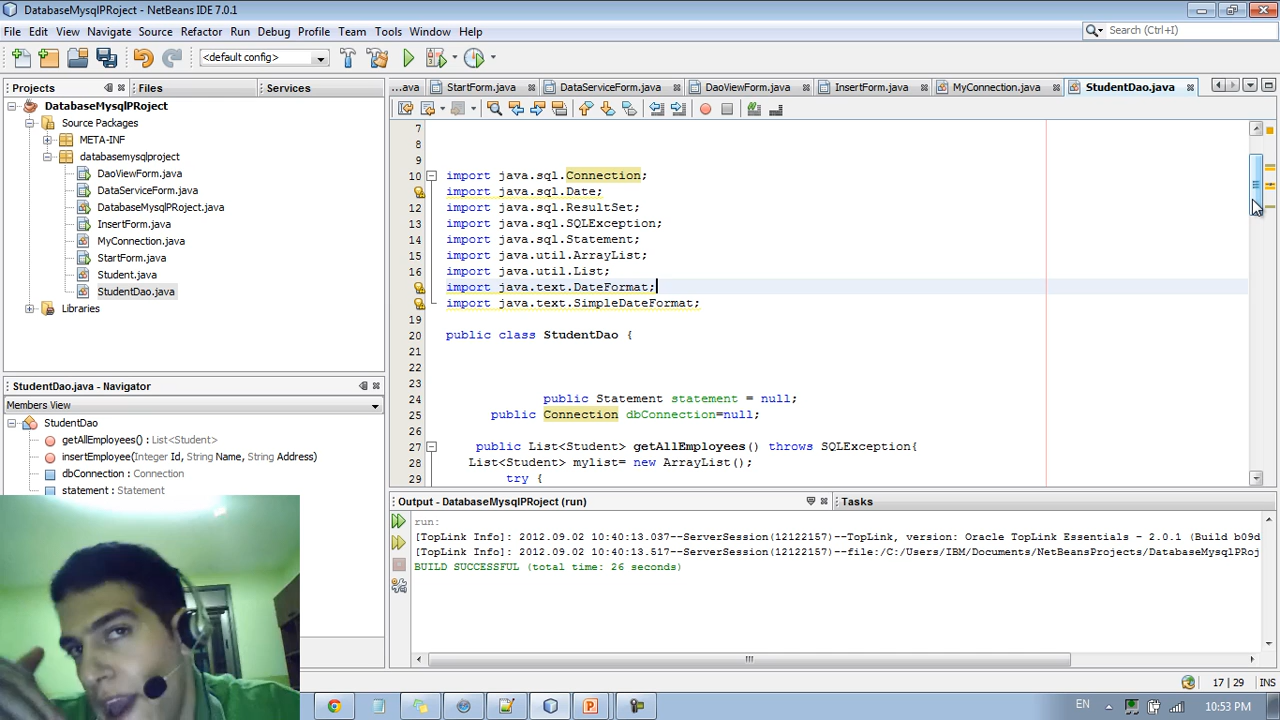 DatabaseMysqlPRoject - NetBeans IDE 7.0.1
File Edit View Navigate Source Refactor Run Debug Profile Team Tools Window Help
Search (Ctrl+I)
<default config>
Projects Files Services
...ava StartForm.java DataServiceForm.java DaoViewForm.java InsertForm.java MyConnection.java StudentDao.java
DatabaseMysqlPRoject
Source Packages
META-INF
databasemysqlproject
DaoViewForm.java
DataServiceForm.java
DatabaseMysqlPRoject.java
InsertForm.java
MyConnection.java
StartForm.java
Student.java
StudentDao.java
Libraries
StudentDao.java - Navigator
Members View
StudentDao
getAllEmployees() : List<Student>
insertEmployee(Integer Id, String Name, String Address)
dbConnection : Connection
statement : Statement
7
8
9
10 import java.sql.Connection;
import java.sql.Date;
12 import java.sql.ResultSet;
13 import java.sql.SQLException;
14 import java.sql.Statement;
15 import java.util.ArrayList;
16 import java.util.List;
import java.text.DateFormat;
import java.text.SimpleDateFormat;
19
20 public class StudentDao {
21
22
23
24 public Statement statement = null;
25 public Connection dbConnection=null;
26
27 public List<Student> getAllEmployees() throws SQLException{
28 List<Student> mylist= new ArrayList();
29 try {
Output - DatabaseMysqlPRoject (run) Tasks
run:
[TopLink Info]: 2012.09.02 10:40:13.037--ServerSession(12122157)--TopLink, version: Oracle TopLink Essentials - 2.0.1 (Build b09d
[TopLink Info]: 2012.09.02 10:40:13.517--ServerSession(12122157)--file:/C:/Users/IBM/Documents/NetBeansProjects/DatabaseMysqlPRoj
BUILD SUCCESSFUL (total time: 26 seconds)
17 | 29 INS
EN 10:53 PM